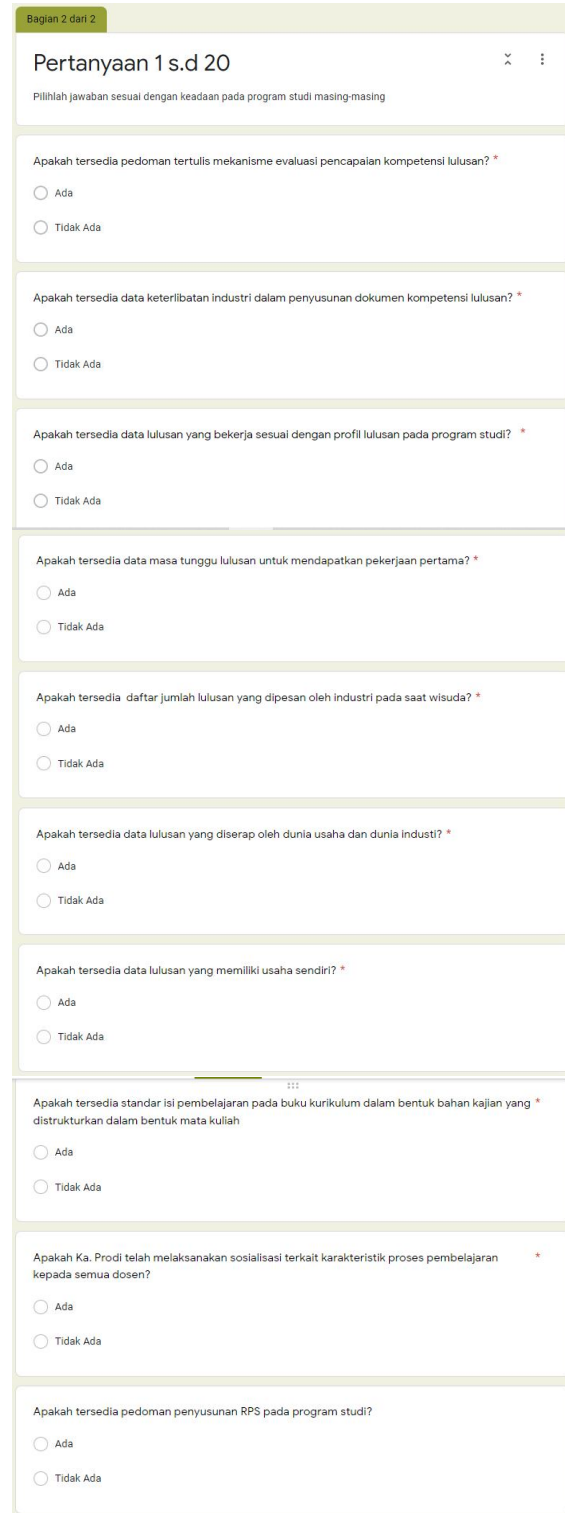 Bagian 2 dari 2
Pertanyaan 1 s.d 20
Pilihlah jawaban sesuai dengan keadaan pada program studi masing-masing
Apakah tersedia pedoman tertulis mekanisme evaluasi pencapaian kompetensi lulusan? *
Ada
Tidak Ada
Apakah tersedia data keterlibatan industri dalam penyusunan dokumen kompetensi lulusan? *
Ada
Tidak Ada
Apakah tersedia data lulusan yang bekerja sesuai dengan profil lulusan pada program studi? *
Ada
Tidak Ada
Apakah tersedia data masa tunggu lulusan untuk mendapatkan pekerjaan pertama? *
Ada
Tidak Ada
Apakah tersedia daftar jumlah lulusan yang dipesan oleh industri pada saat wisuda? *
Ada
Tidak Ada
Apakah tersedia data lulusan yang diserap oleh dunia usaha dan dunia industi? *
Ada
Tidak Ada
Apakah tersedia data lulusan yang memiliki usaha sendiri? *
Ada
Tidak Ada
Apakah tersedia standar isi pembelajaran pada buku kurikulum dalam bentuk bahan kajian yang *
distrukturkan dalam bentuk mata kuliah
Ada
Tidak Ada
Apakah Ka. Prodi telah melaksanakan sosialisasi terkait karakteristik proses pembelajaran *
kepada semua dosen?
Ada
Tidak Ada
Apakah tersedia pedoman penyusunan RPS pada program studi?
Ada
Tidak Ada